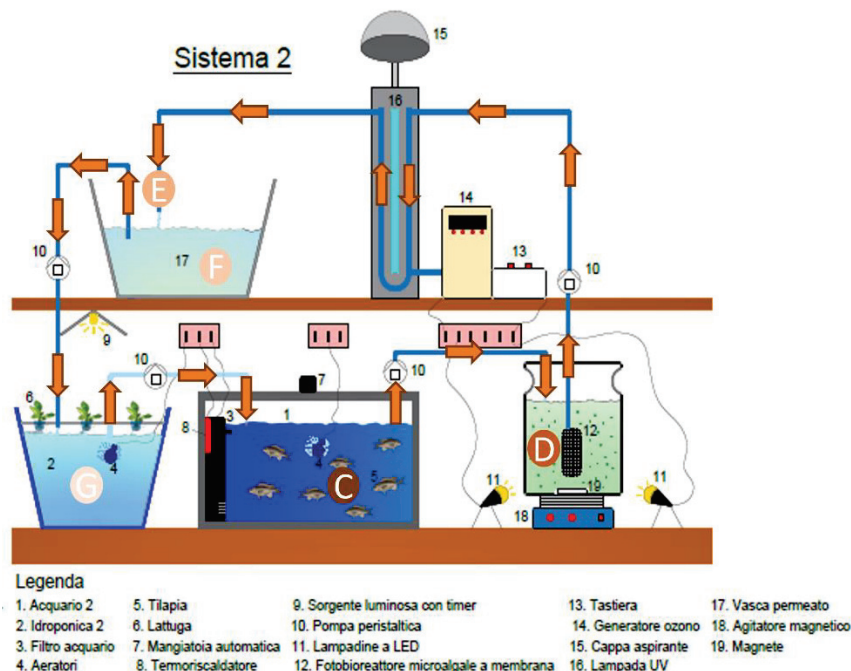 Sistema 2
15
16
E
14
10
17
F
13
10
9
10
7
10
6
8
3
1
11
12
11
2
4
4
5
D
G
C
19
18
Legenda
1. Acquario 2 5. Tilapia 9. Sorgente luminosa con timer 13. Tastiera 17. Vasca permeato
2. Idroponica 2 6. Lattuga 10. Pompa peristaltica 14. Generatore ozono 18. Agitatore magnetico
3. Filtro acquario 7. Mangiatoia automatica 11. Lampadine a LED 15. Cappa aspirante 19. Magnete
4. Aeratori 8. Termoriscaldatore 12. Fotobioreattore microalgale a membrana 16. Lampada UV